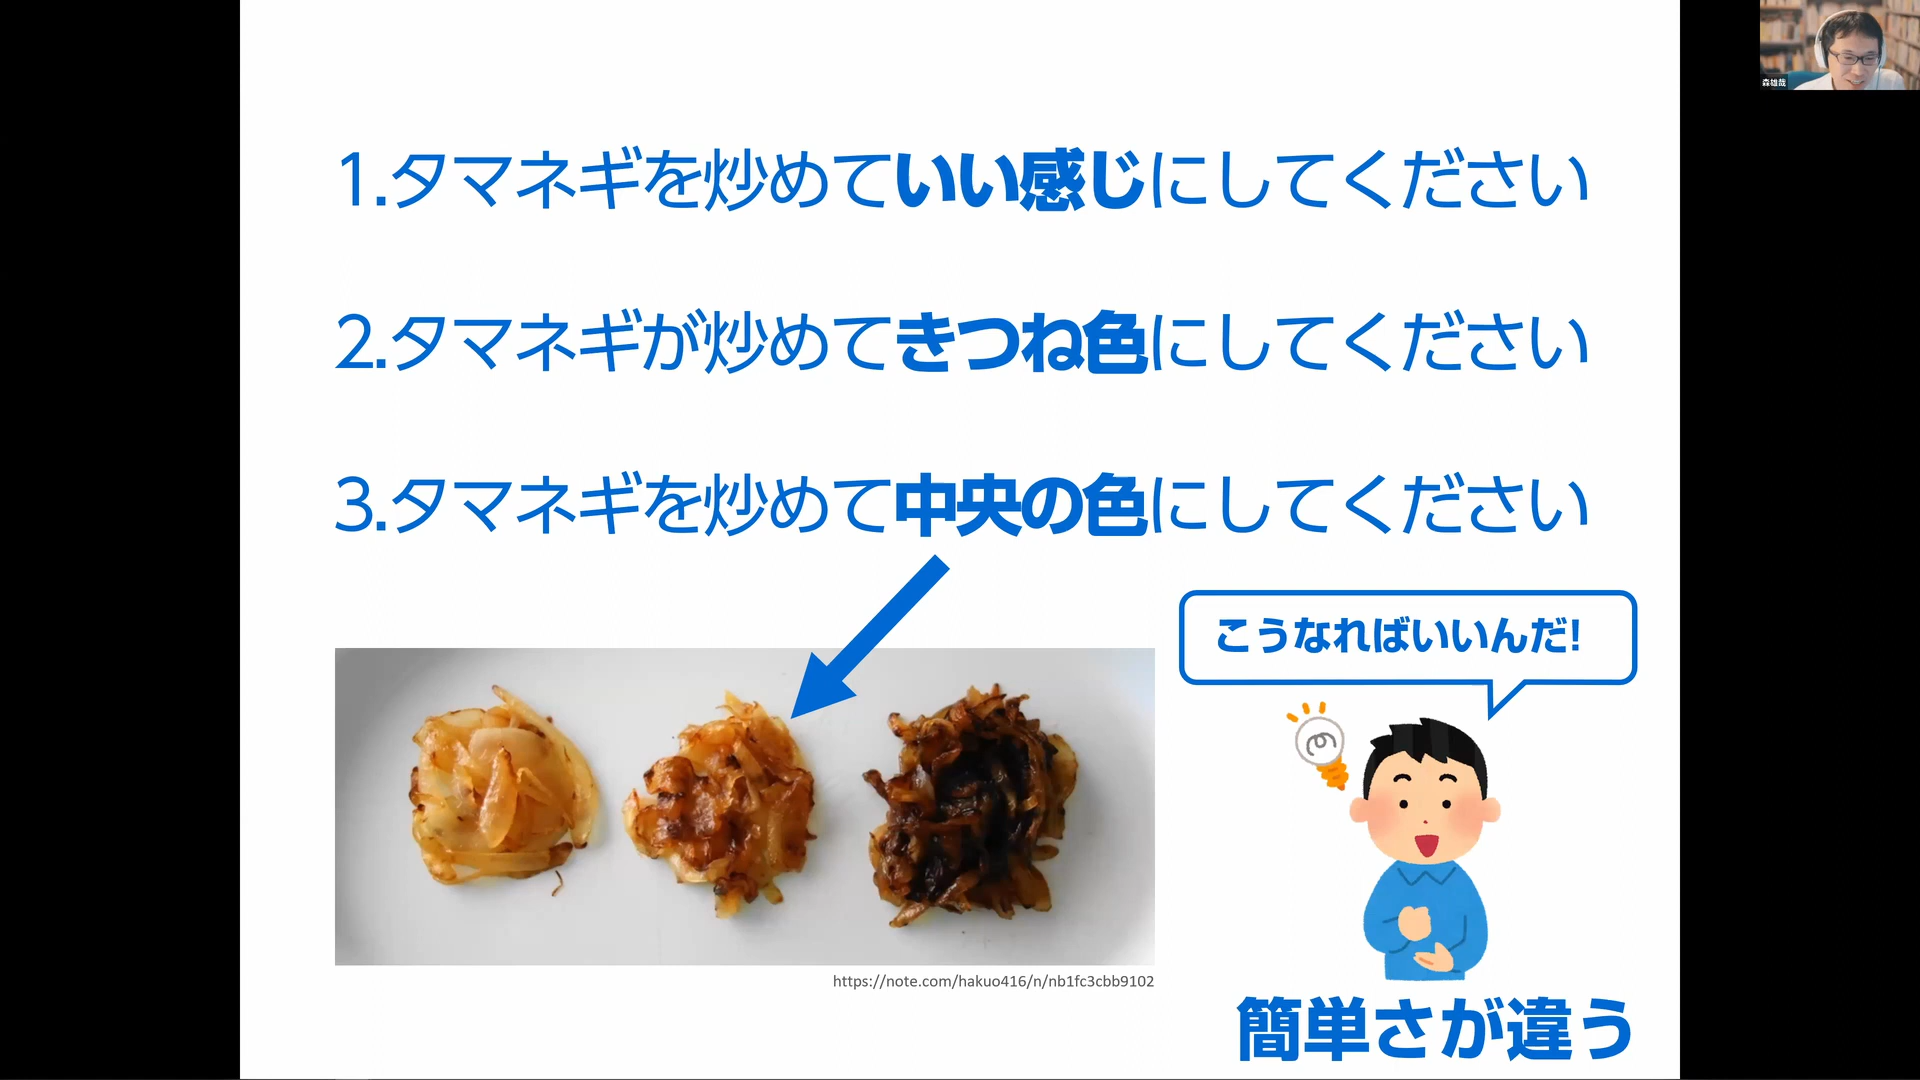 1.タマネギを炒めていい感じにしてください
2.タマネギが炒めてきつね色にしてください
3.タマネギを炒めて中央の色にしてください
こうなればいいんだ!
https://note.com/hakuo416/n/nb1fc3cbb9102
簡単さが違う
森雄哉